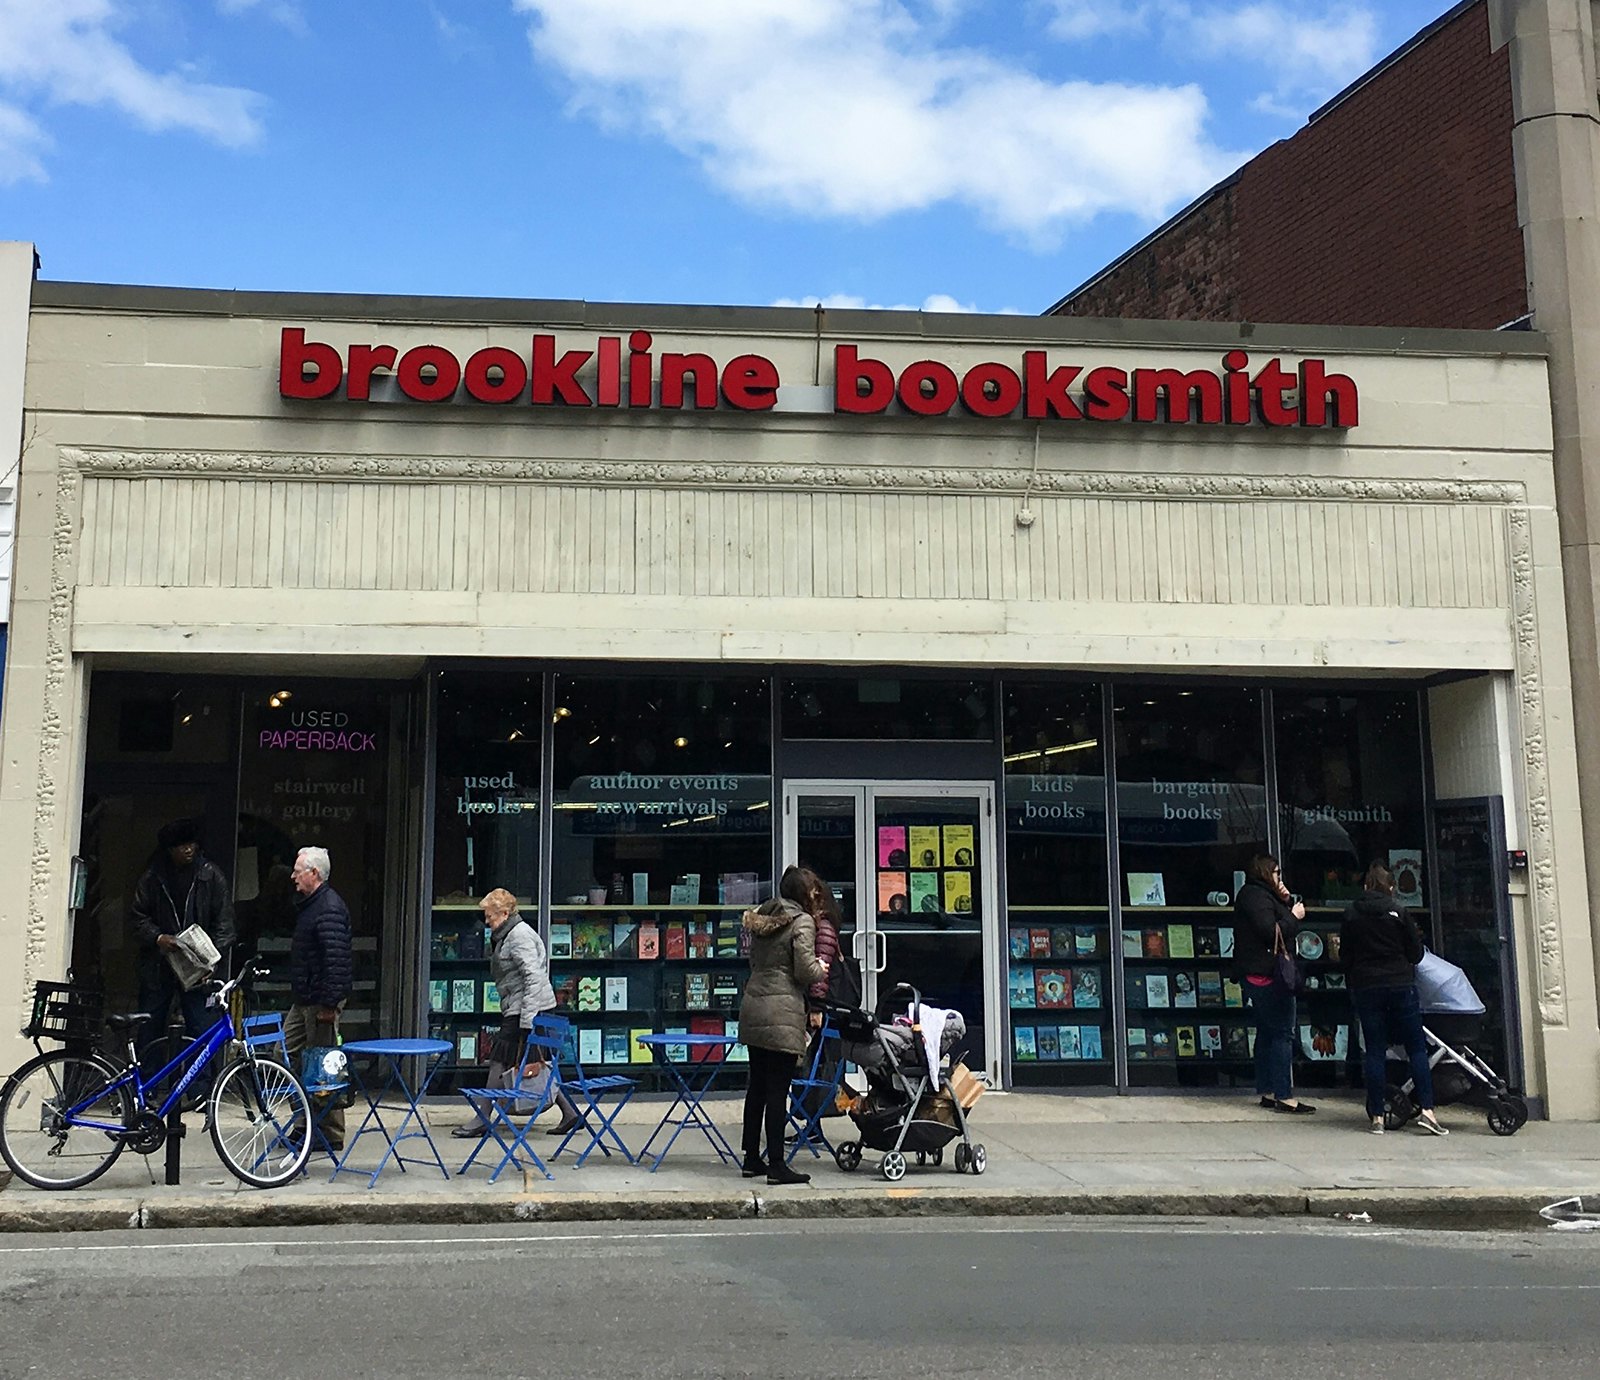 brookline booksmith
USED
PAPERBACK
stairwell
gallery
used
books
author events
new arrivals
kids'
books
bargain
books
giftsmith